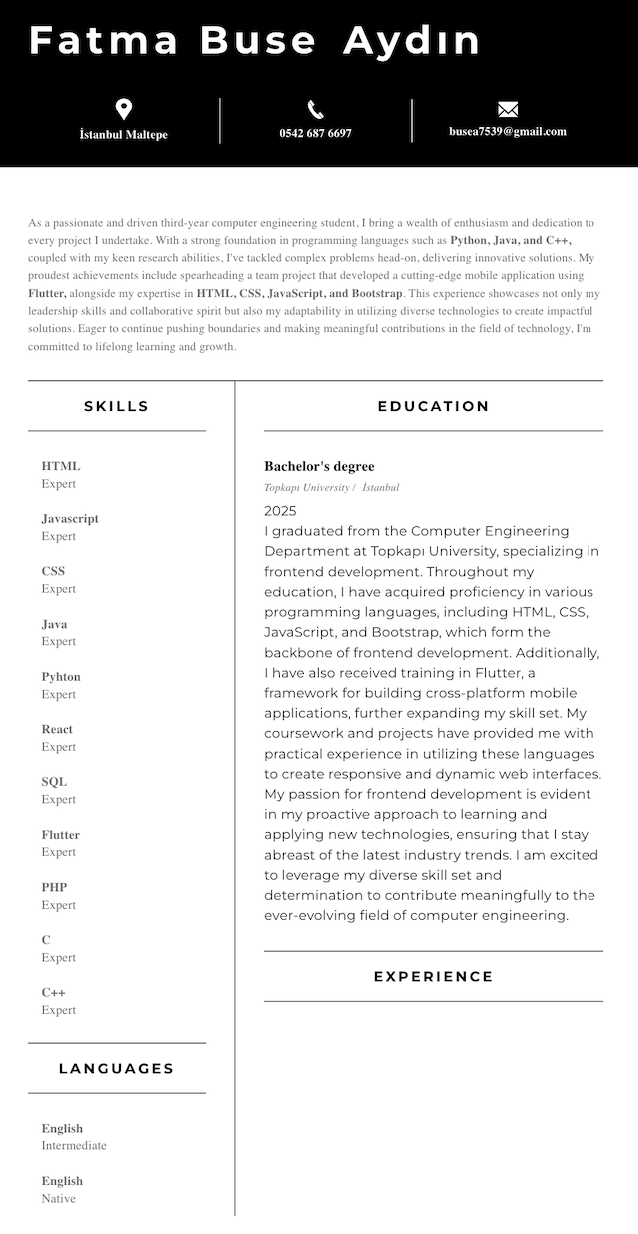 Fatma Buse Aydın
İstanbul Maltepe
0542 687 6697
busea7539@gmail.com
As a passionate and driven third-year computer engineering student, I bring a wealth of enthusiasm and dedication to
every project I undertake. With a strong foundation in programming languages such as Python, Java, and C++,
coupled with my keen research abilities, I've tackled complex problems head-on, delivering innovative solutions. My
proudest achievements include spearheading a team project that developed a cutting-edge mobile application using
Flutter, alongside my expertise in HTML, CSS, JavaScript, and Bootstrap. This experience showcases not only my
leadership skills and collaborative spirit but also my adaptability in utilizing diverse technologies to create impactful
solutions. Eager to continue pushing boundaries and making meaningful contributions in the field of technology, I'm
committed to lifelong learning and growth.
SKILLS
HTML
Expert
Javascript
Expert
CSS
Expert
Java
Expert
Pyhton
Expert
React
Expert
SQL
Expert
Flutter
Expert
PHP
Expert
C
Expert
C++
Expert
LANGUAGES
English
Intermediate
English
Native
EDUCATION
Bachelor's degree
Topkapı University / İstanbul
2025
I graduated from the Computer Engineering
Department at Topkapı University, specializing in
frontend development. Throughout my
education, I have acquired proficiency in various
programming languages, including HTML, CSS,
JavaScript, and Bootstrap, which form the
backbone of frontend development. Additionally,
I have also received training in Flutter, a
framework for building cross-platform mobile
applications, further expanding my skill set. My
coursework and projects have provided me with
practical experience in utilizing these languages
to create responsive and dynamic web interfaces.
My passion for frontend development is evident
in my proactive approach to learning and
applying new technologies, ensuring that I stay
abreast of the latest industry trends. I am excited
to leverage my diverse skill set and
determination to contribute meaningfully to the
ever-evolving field of computer engineering.
EXPERIENCE